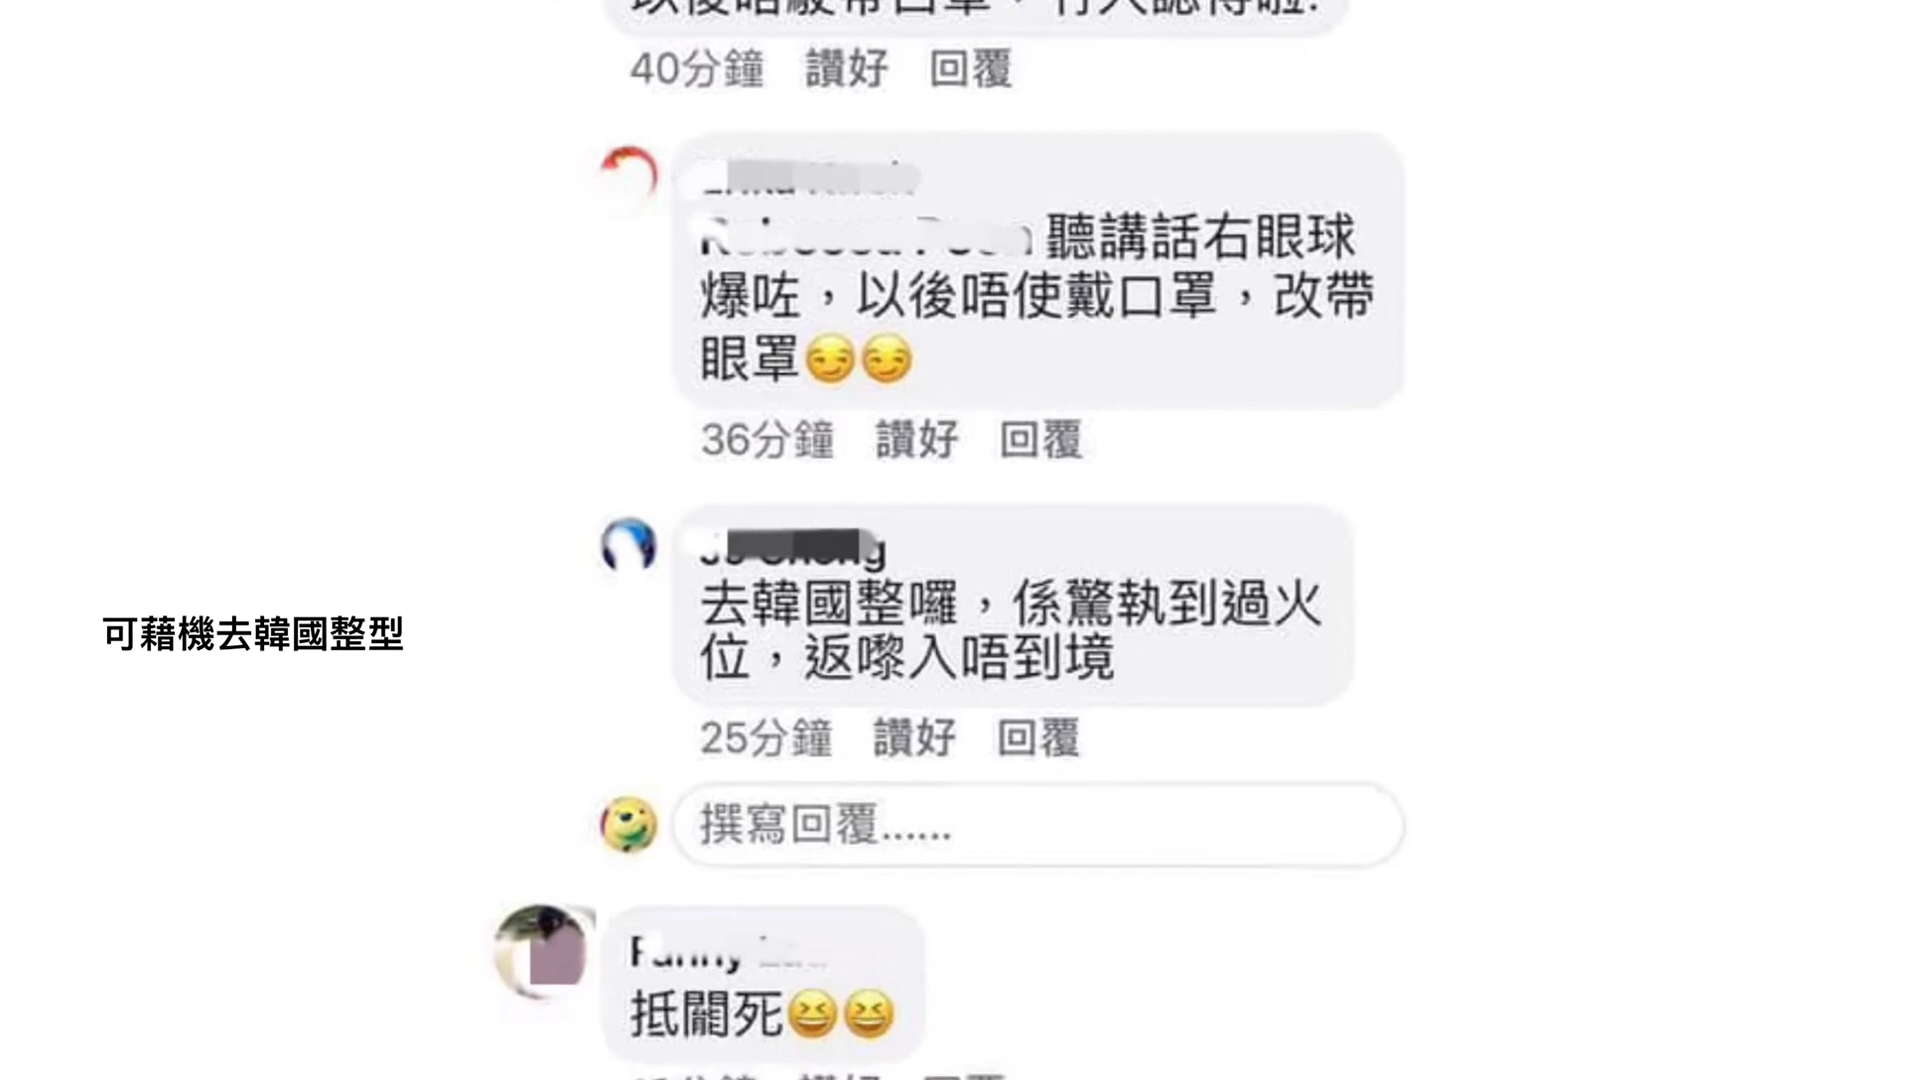 40分鐘 讚好 回覆
聽講話右眼球
爆咗，以後唔使戴口罩，改帶
眼罩😏😏
36分鐘 讚好 回覆
去韓國整囉，係驚執到過火
位，返嚟入唔到境
可藉機去韓國整型
25分鐘 讚好 回覆
撰寫回覆......
Fanny
抵𨳒死😆😆